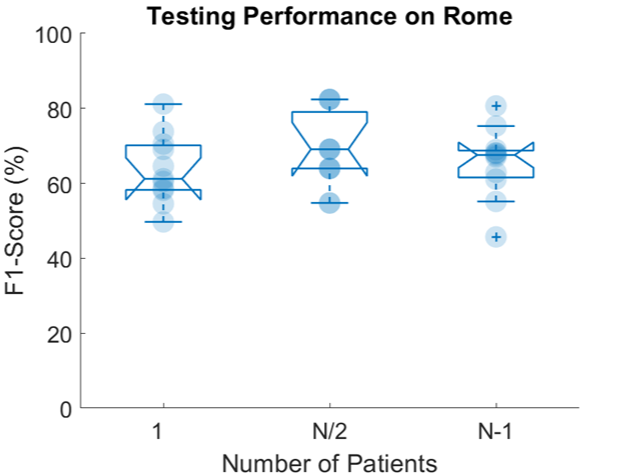 Testing Performance on Rome
100
80
60
40
20
0
F1-Score (%)
1 N/2 N-1
Number of Patients